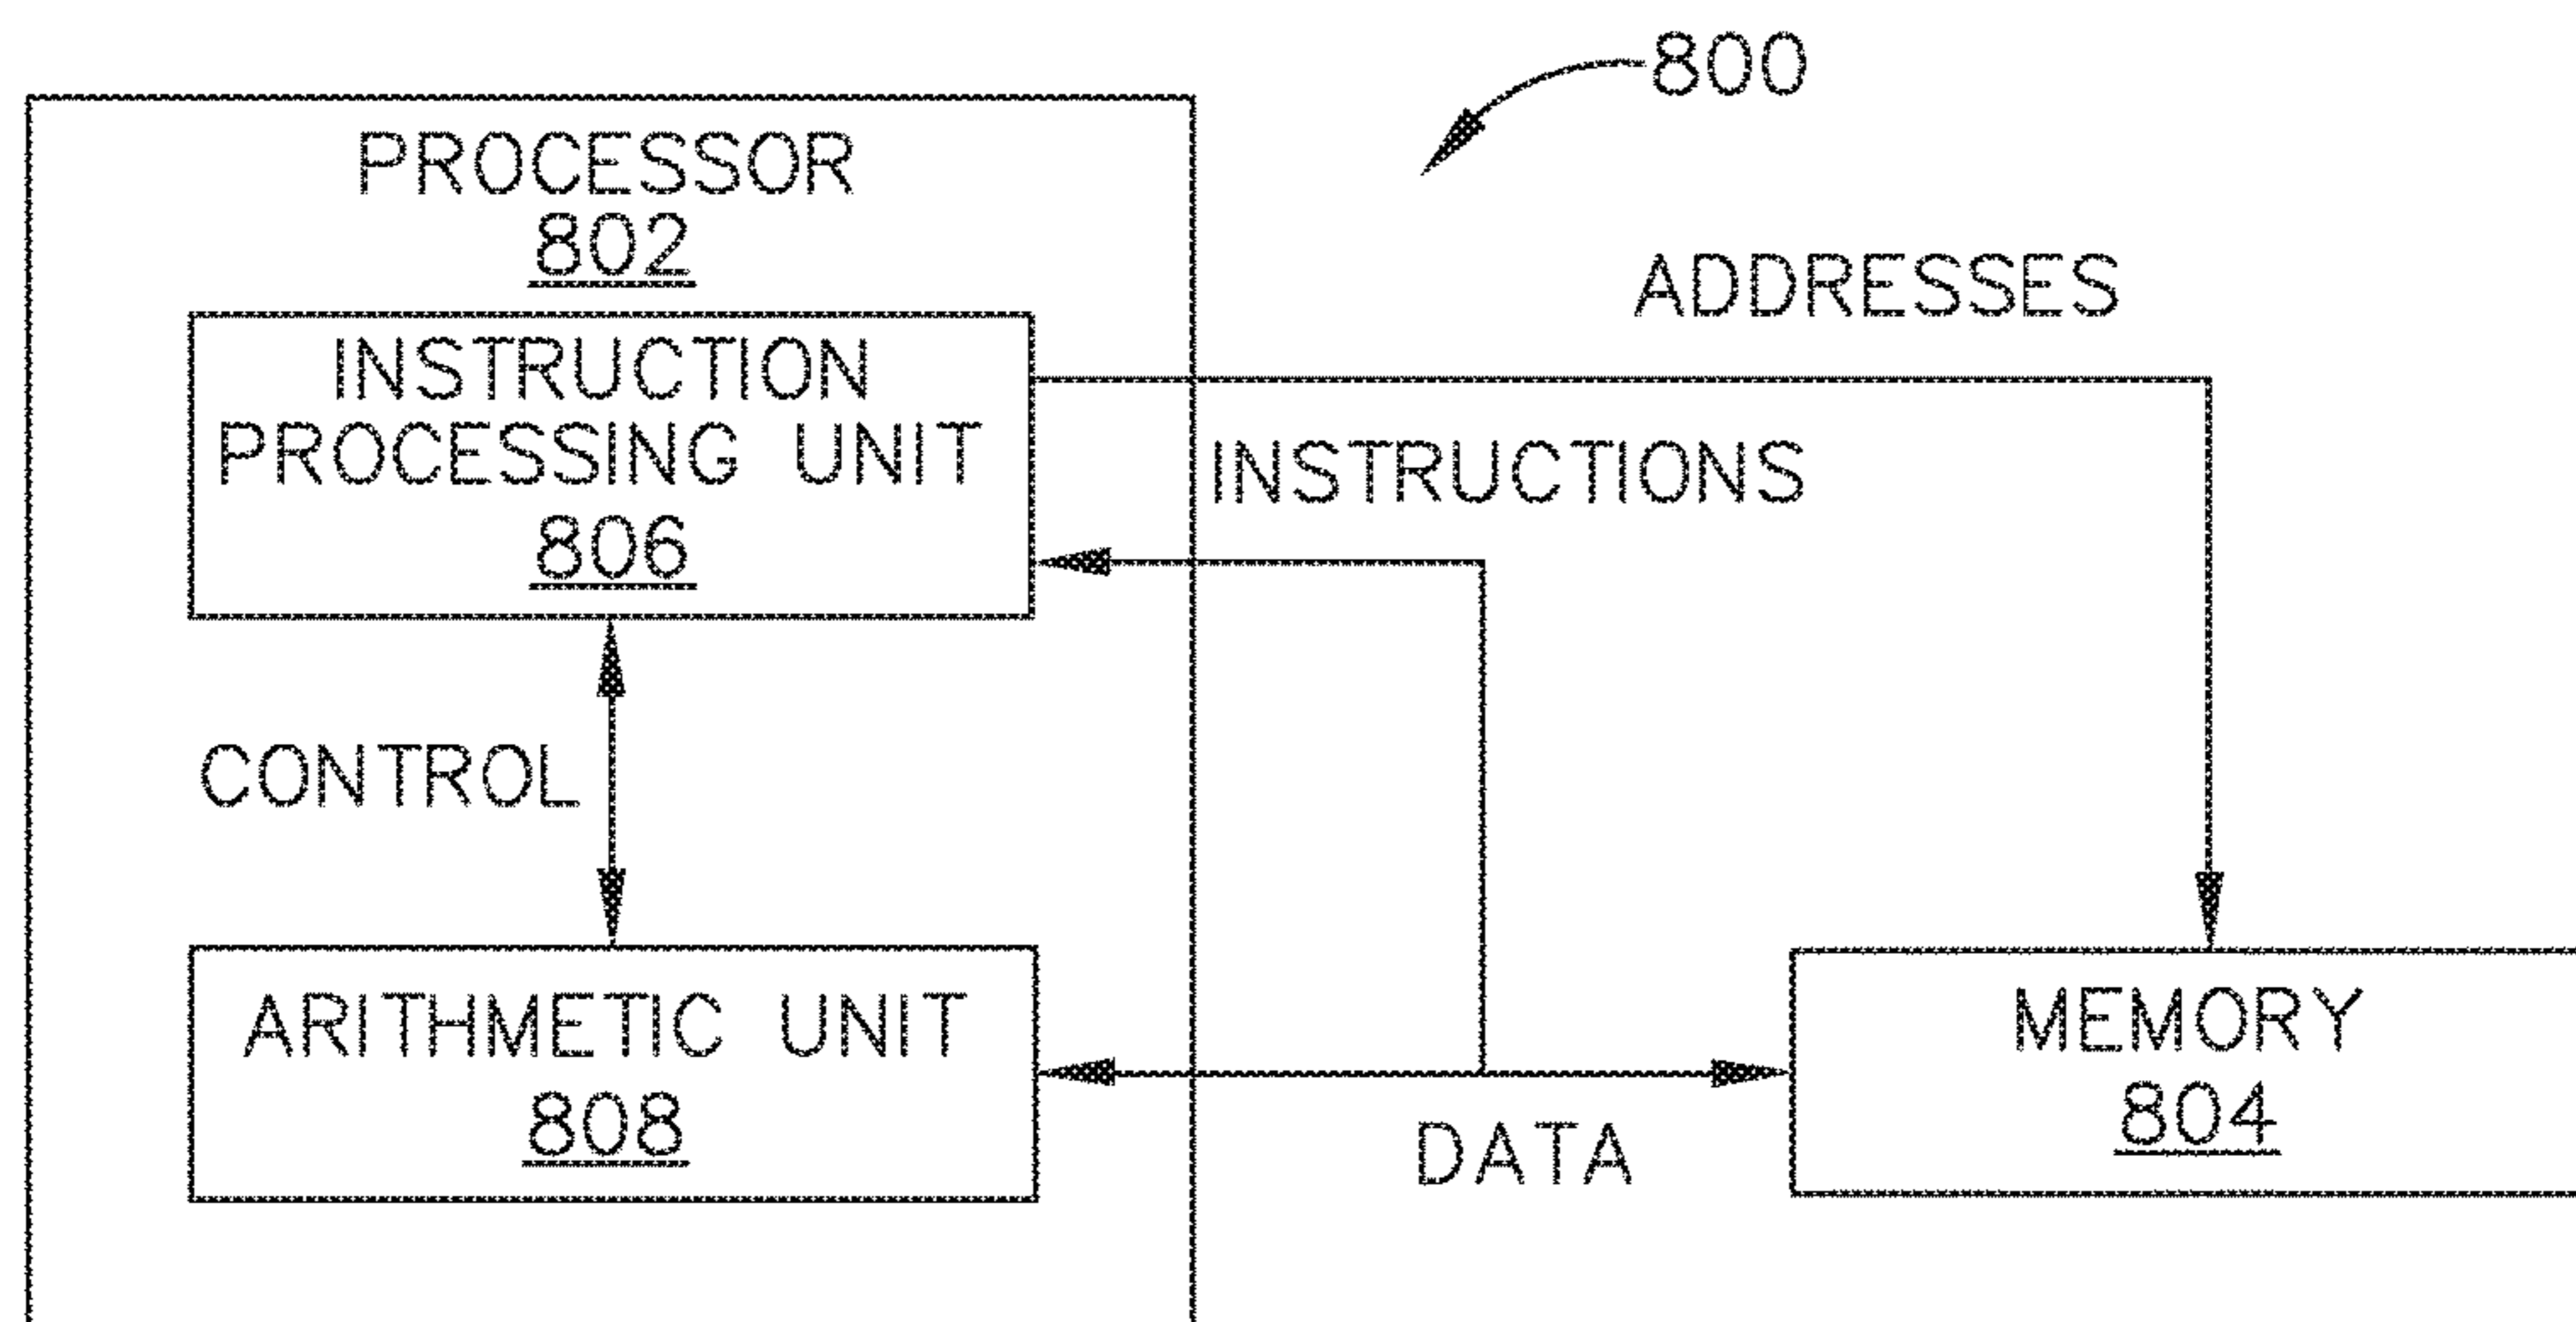 800
PROCESSOR
802
ADDRESSES
INSTRUCTION
PROCESSING UNIT
806
INSTRUCTIONS
CONTROL
ARITHMETIC UNIT
808
DATA
MEMORY
804